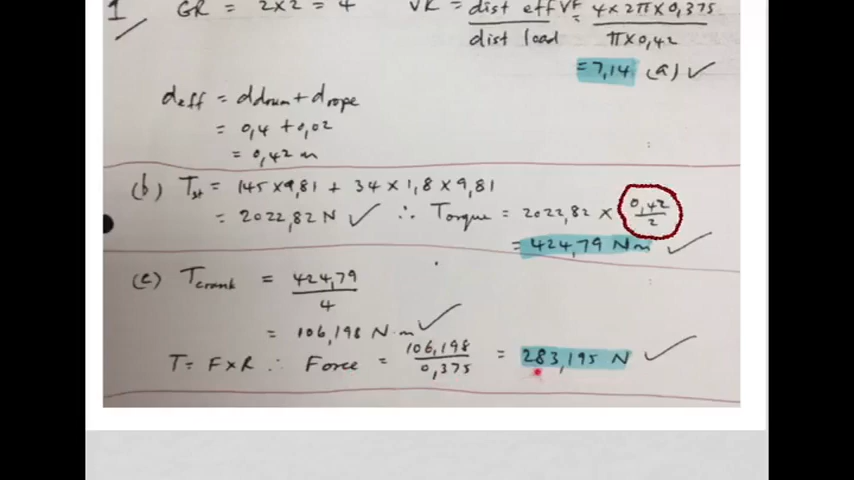 1 GR = 2x2 = 4 VR = dist eff VF = 4 x 2π x 0,375
dist load π x 0,42
= 7,14 (a) ✓
deff = ddrum + drope
= 0,4 + 0,02
= 0,42 m
(b) Tst = 145 x 9,81 + 34 x 1,8 x 9,81
= 2022,82 N ✓ ∴ Torque = 2022,82 x 0,42/2
= 424,79 Nm ✓
(c) Tcrank = 424,79
4
= 106,198 N.m ✓
T = F x R ∴ Force = 106,198/0,375 = 283,195 N ✓